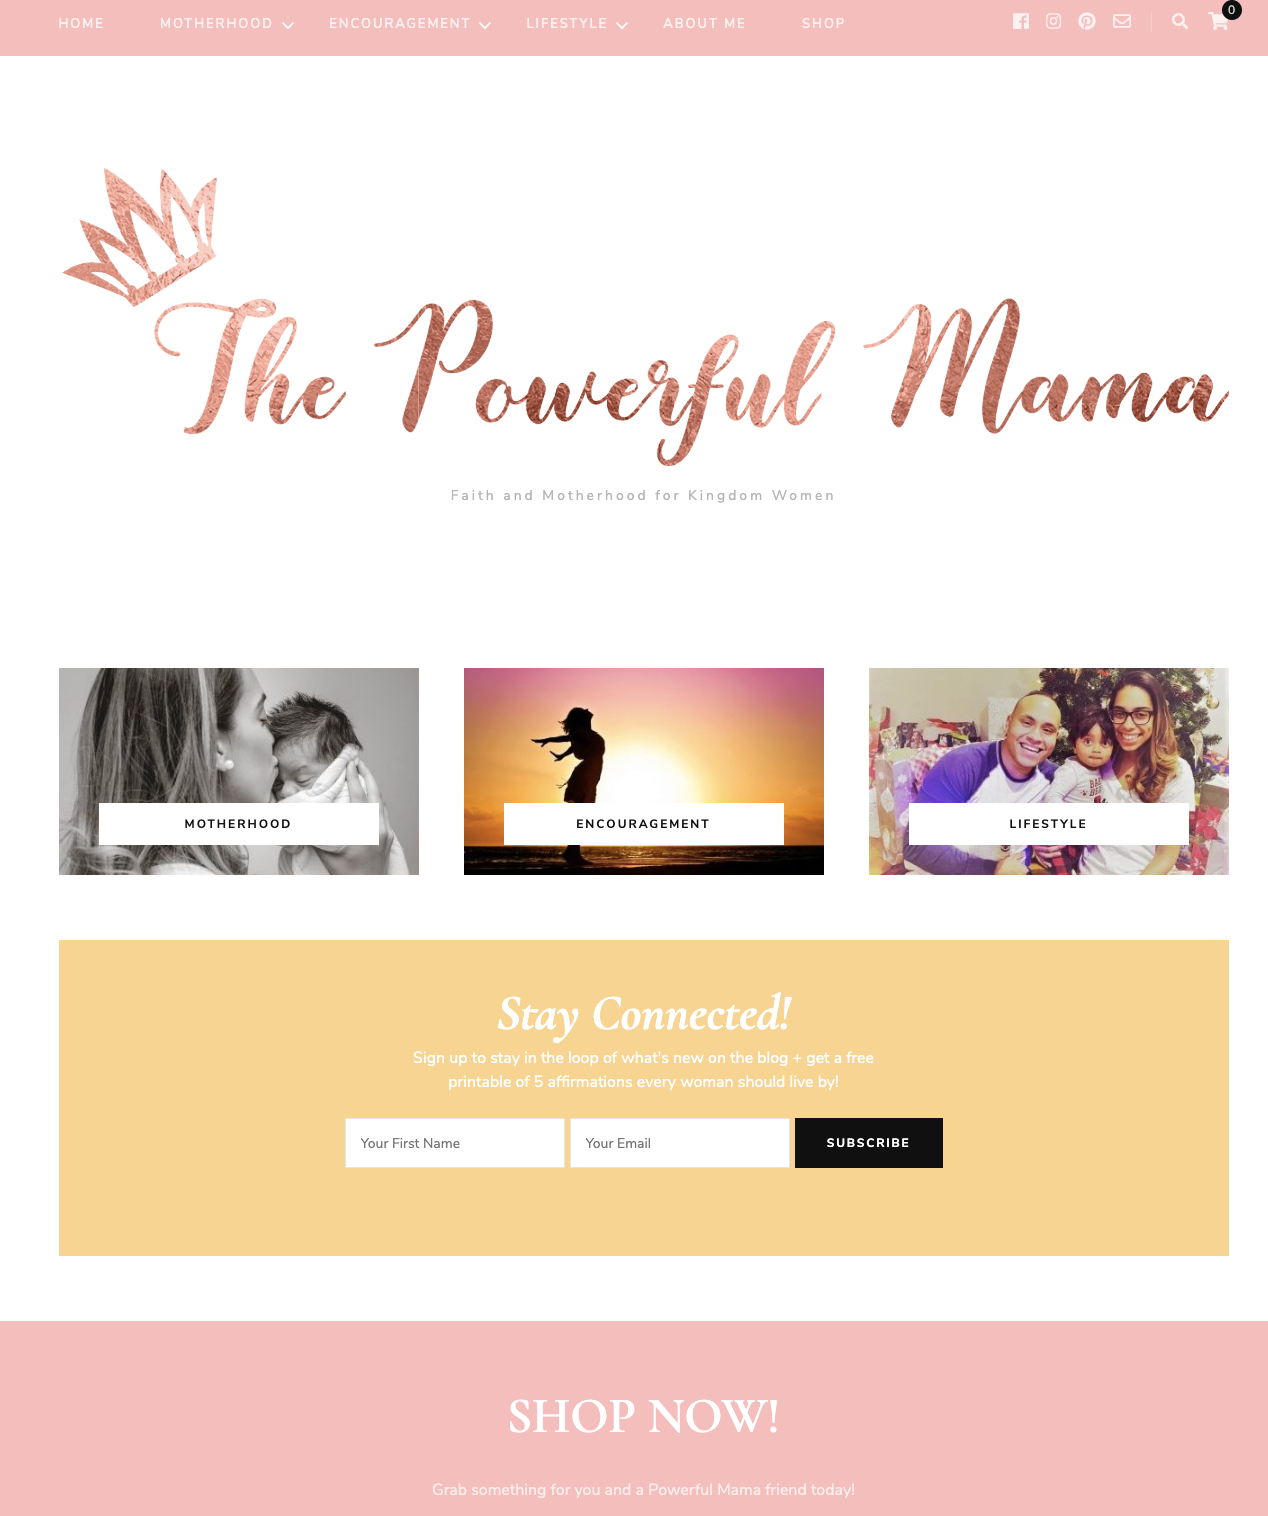 HOME MOTHERHOOD ENCOURAGEMENT LIFESTYLE ABOUT ME SHOP 0
The Powerful Mama
Faith and Motherhood for Kingdom Women
MOTHERHOOD ENCOURAGEMENT LIFESTYLE
Stay Connected!
Sign up to stay in the loop of what's new on the blog + get a free
printable of 5 affirmations every woman should live by!
Your First Name Your Email SUBSCRIBE
SHOP NOW!
Grab something for you and a Powerful Mama friend today!